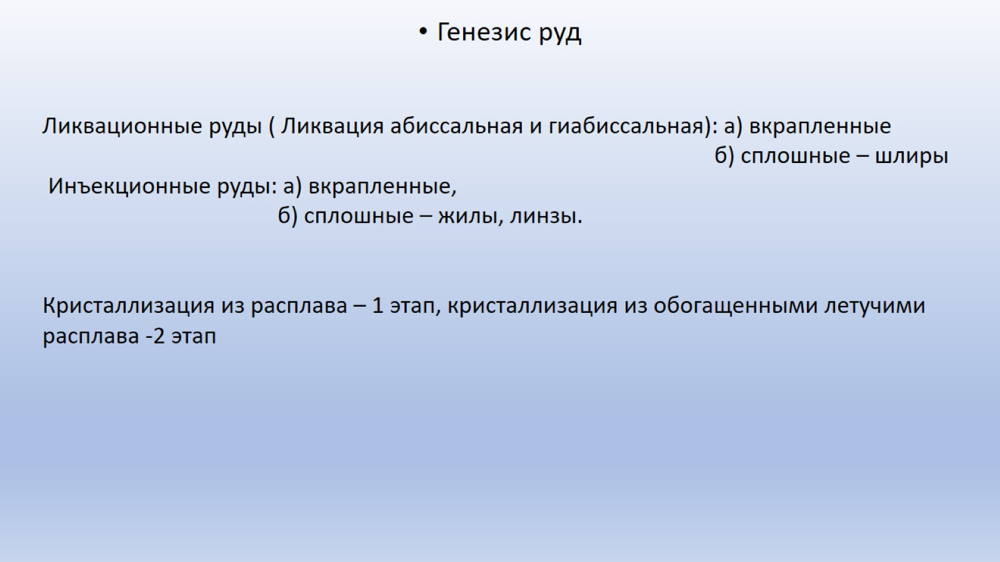 • Генезис руд
Ликвационные руды ( Ликвация абиссальная и гиабиссальная): а) вкрапленные
б) сплошные – шлиры
Инъекционные руды: а) вкрапленные,
б) сплошные – жилы, линзы.
Кристаллизация из расплава – 1 этап, кристаллизация из обогащенными летучими
расплава -2 этап